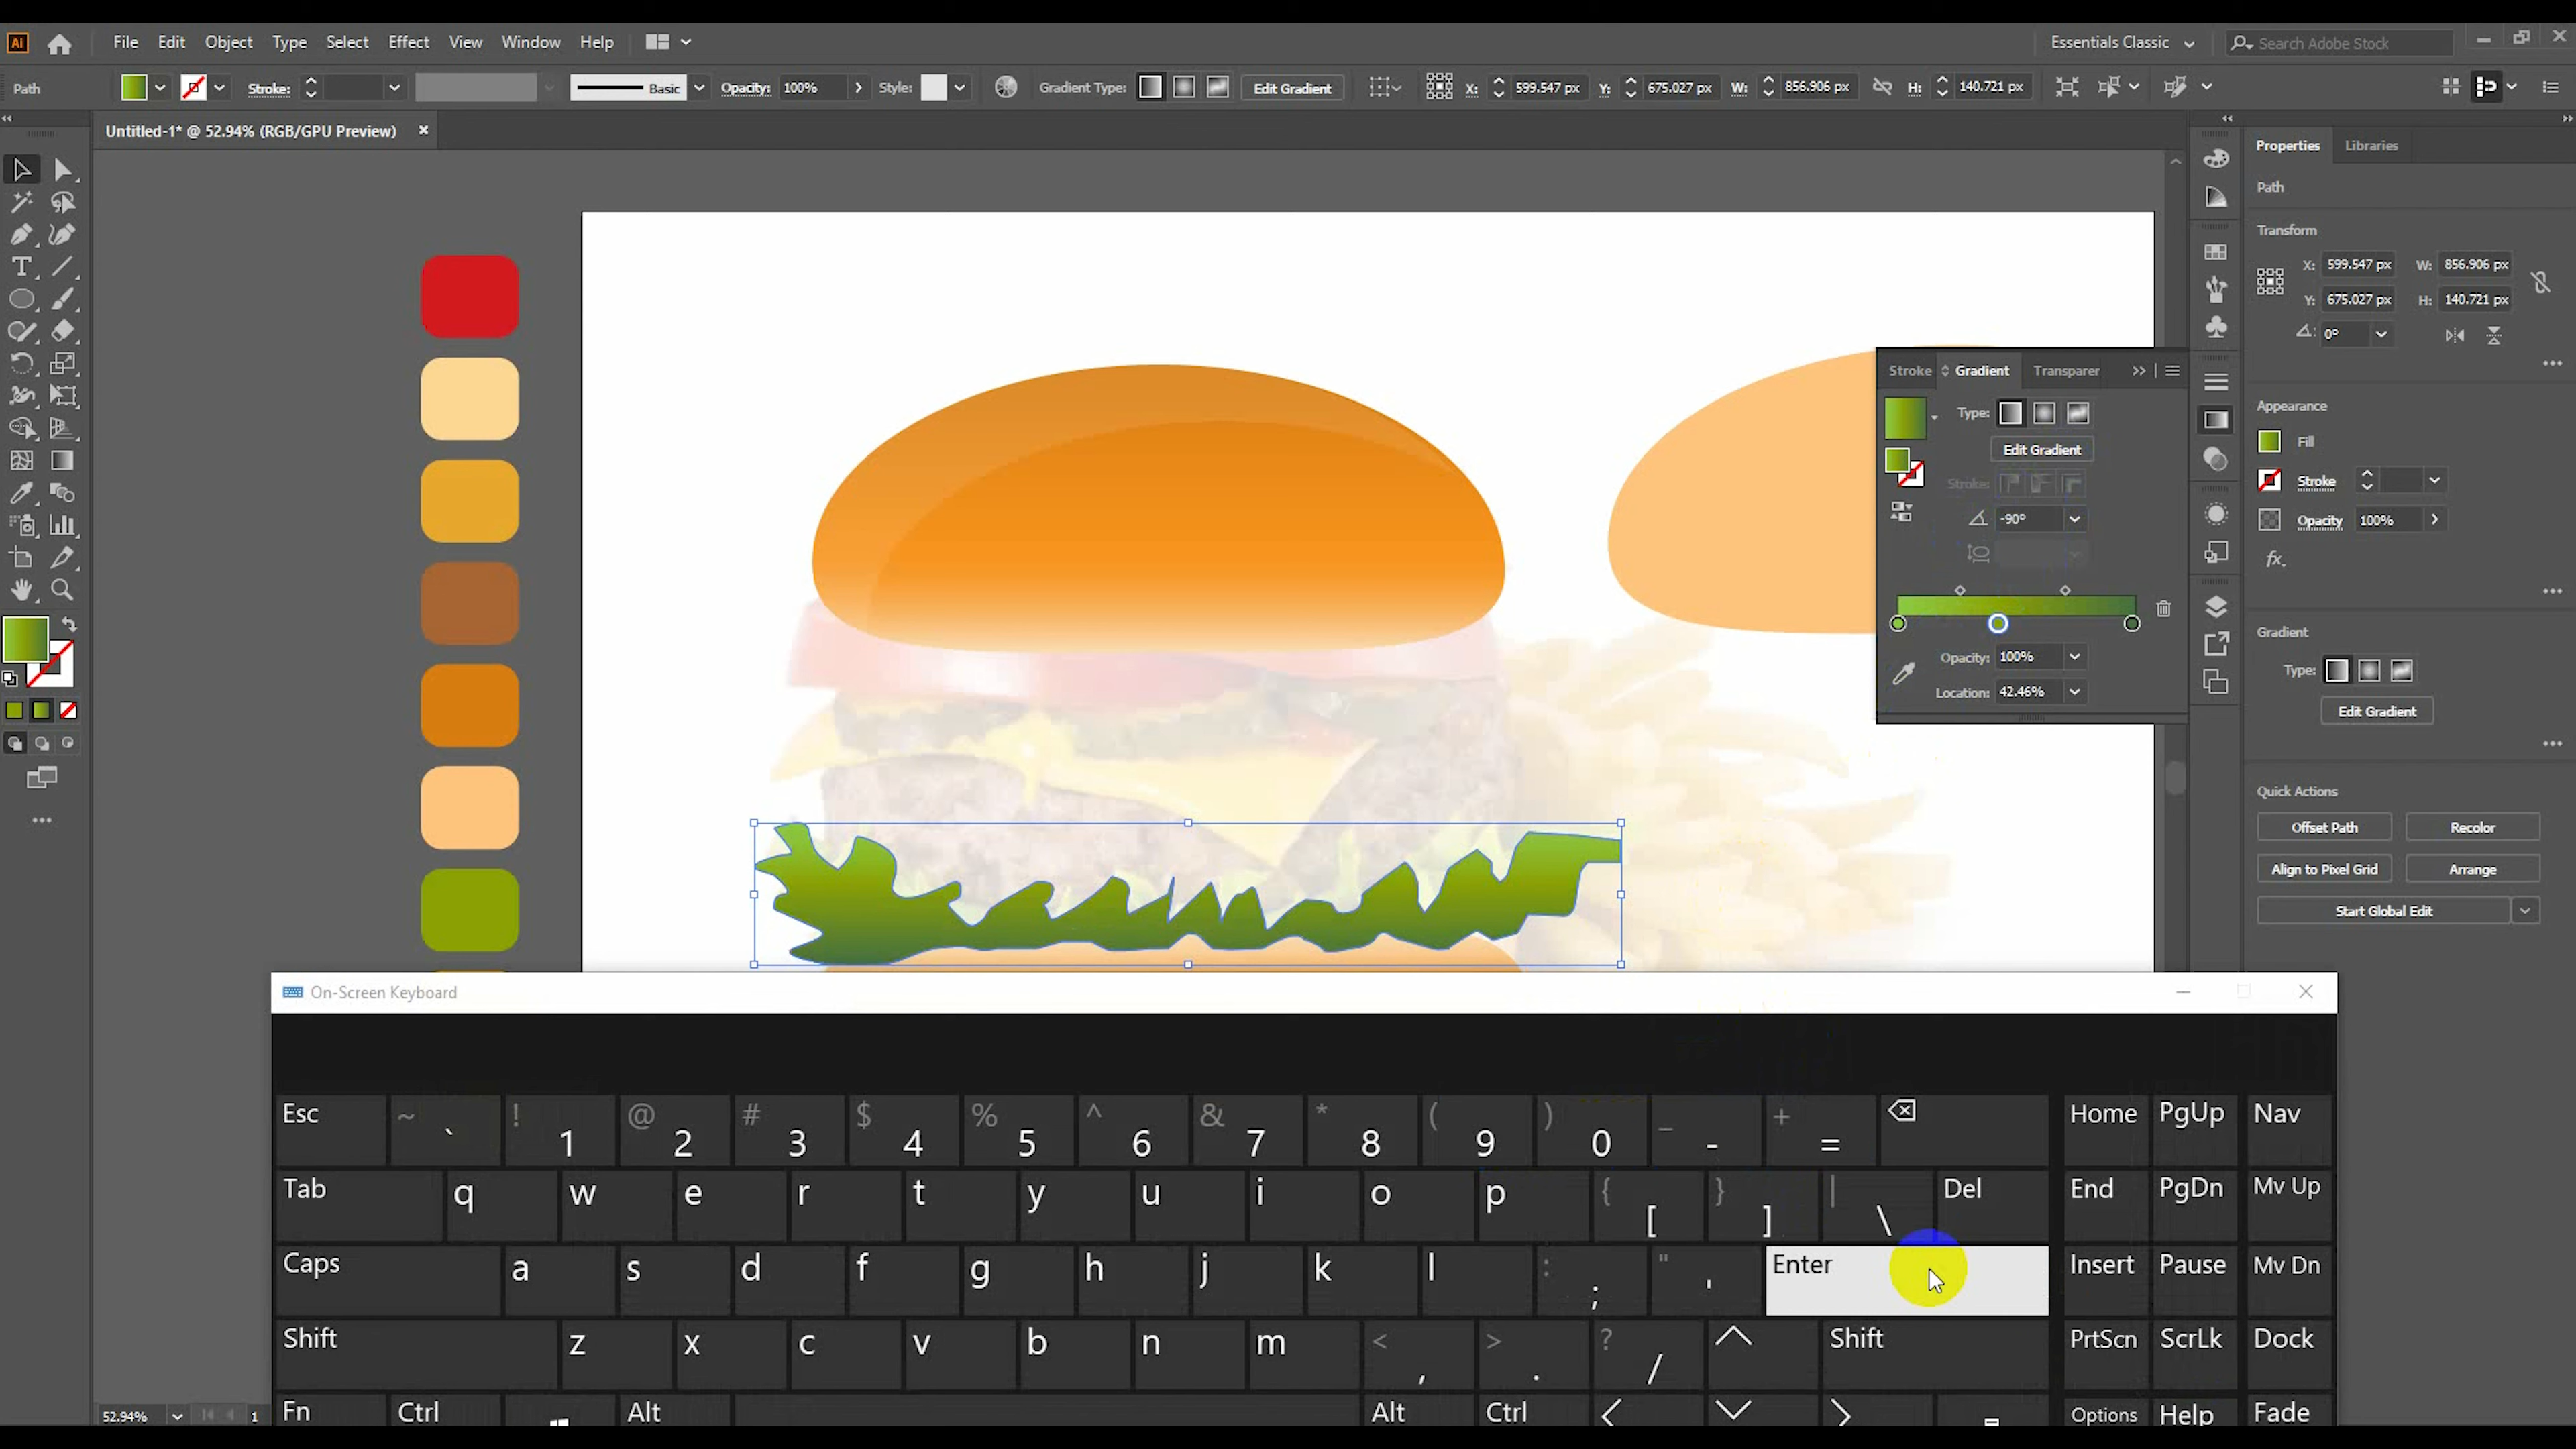 Ai File Edit Object Type Select Effect View Window Help Essentials Classic Search Adobe Stock
Path Stroke: Basic Opacity: 100% Style: Gradient Type: Edit Gradient X: 599.547 px Y: 675.027 px W: 856.906 px H: 140.721 px
Untitled-1* @ 52.94% (RGB/GPU Preview)
Properties Libraries
Path
Transform
X: 599.547 px W: 856.906 px
Y: 675.027 px H: 140.721 px
0°
Stroke Gradient Transparer
Type:
Edit Gradient
Stroke:
-90°
Opacity: 100%
Location: 42.46%
Appearance
Fill
Stroke
Opacity 100%
fx.
Gradient
Type:
Edit Gradient
Quick Actions
Offset Path Recolor
Align to Pixel Grid Arrange
Start Global Edit
On-Screen Keyboard
Esc ~ ` ! 1 @ 2 # 3 $ 4 % 5 ^ 6 & 7 * 8 ( 9 ) 0 _ - + = Home PgUp Nav
Tab q w e r t y u i o p { [ } ] | \ Del End PgDn Mv Up
Caps a s d f g h j k l : ; " ' Enter Insert Pause Mv Dn
Shift z x c v b n m < , > . ? / Shift PrtScn ScrLk Dock
Fn Ctrl Alt Alt Ctrl Options Help Fade
52.94% 1